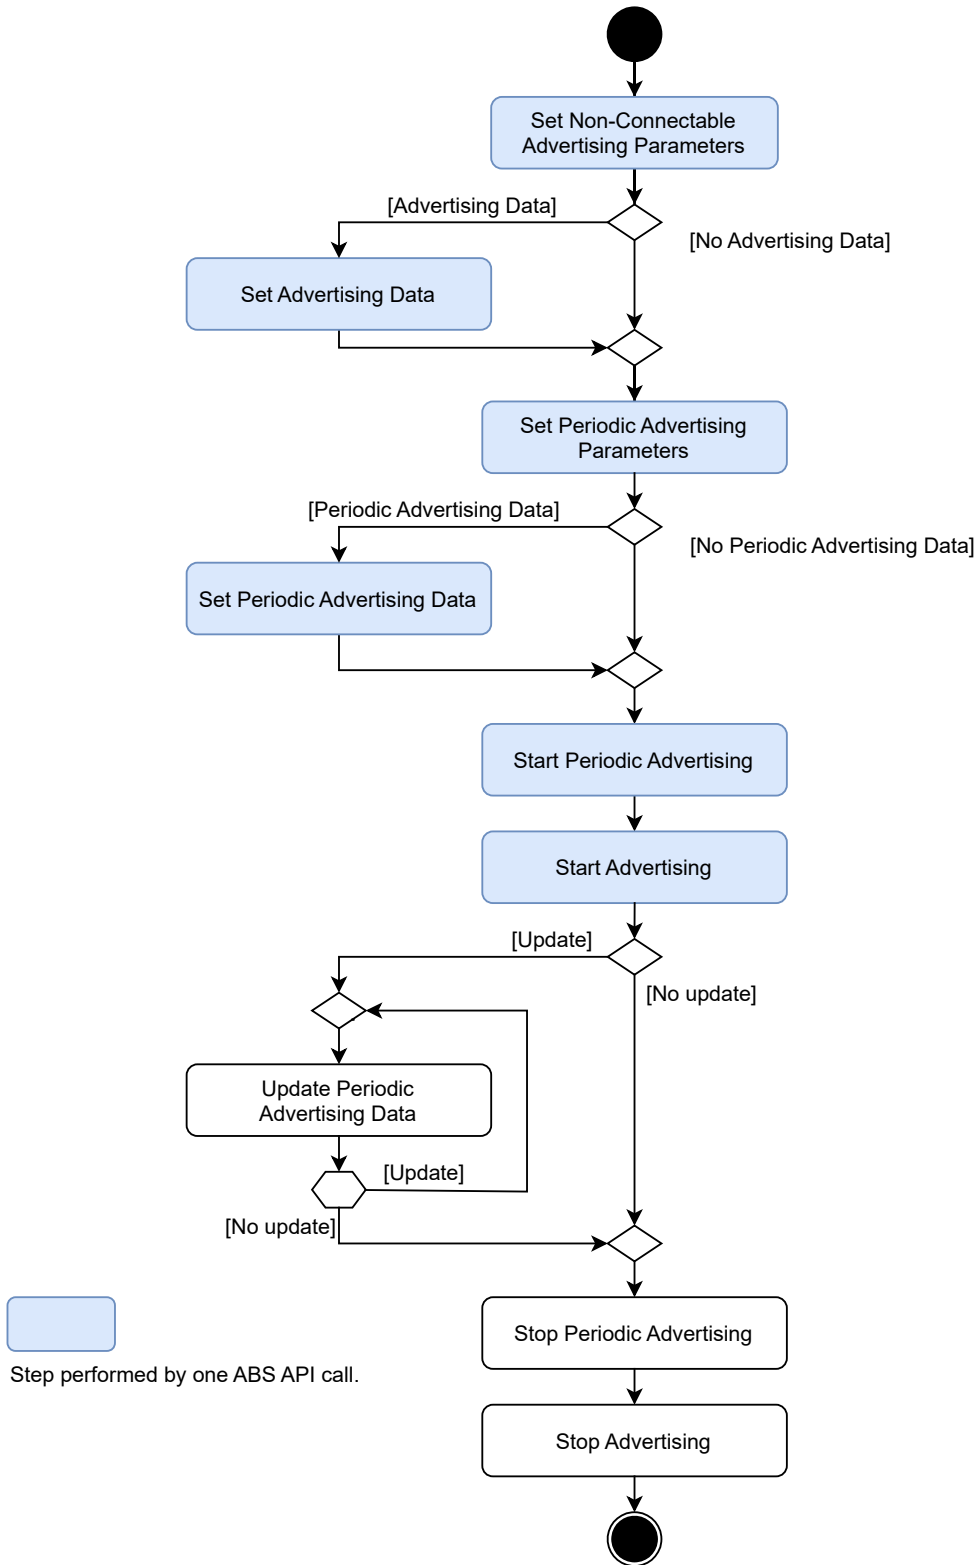 Set Non-Connectable
Advertising Parameters
[Advertising Data]
[No Advertising Data]
Set Advertising Data
Set Periodic Advertising
Parameters
[Periodic Advertising Data]
[No Periodic Advertising Data]
Set Periodic Advertising Data
Start Periodic Advertising
Start Advertising
[Update]
[No update]
Update Periodic
Advertising Data
[Update]
[No update]
Stop Periodic Advertising
Step performed by one ABS API call.
Stop Advertising